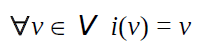 ∀v ∈ V i(v) = v